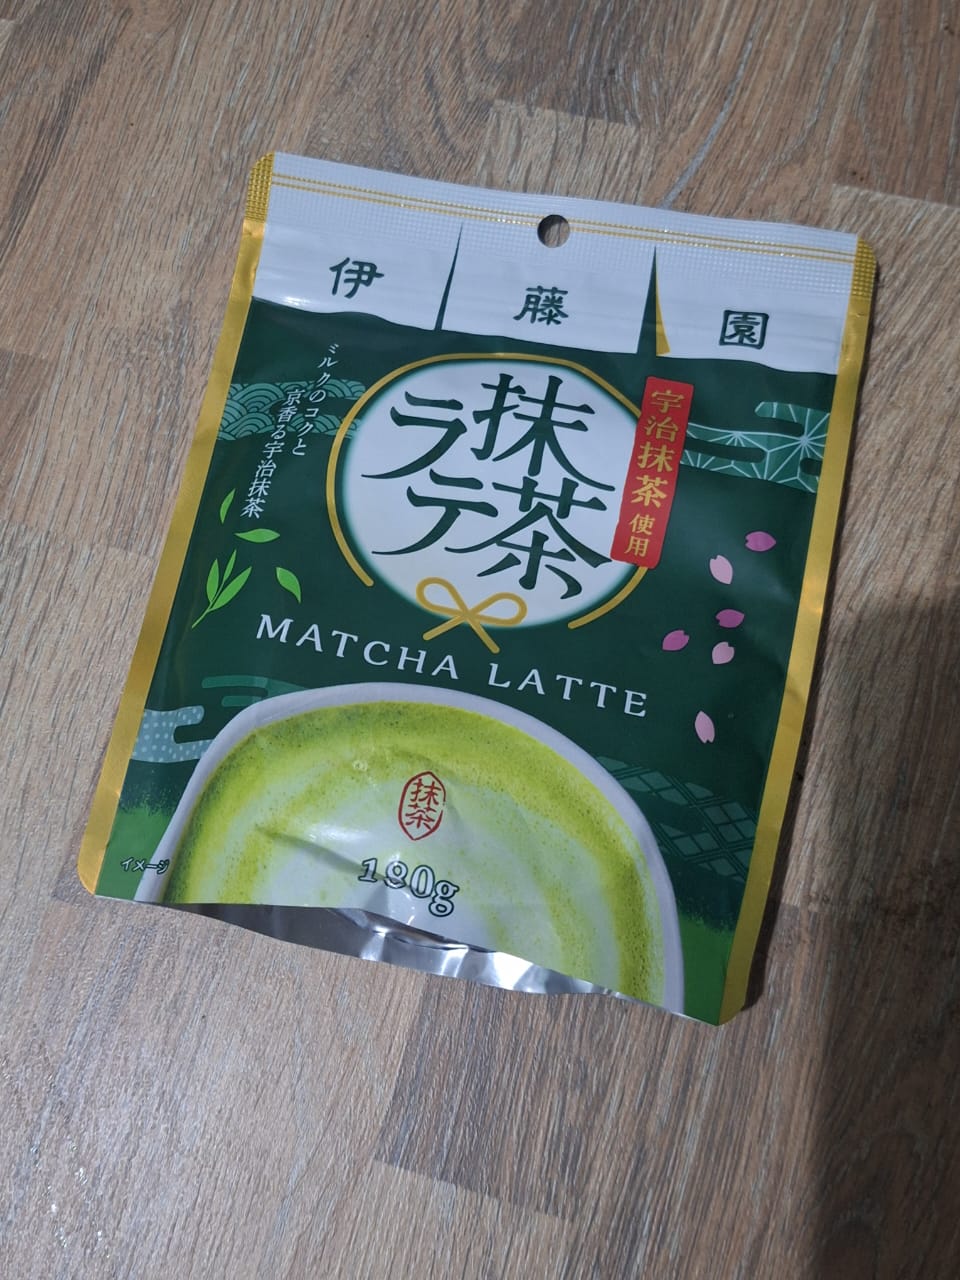 伊藤園
ミルクのコクと
京香る宇治抹茶
抹茶
ラテ
宇治抹茶使用
MATCHA LATTE
抹茶
180g
イメージ